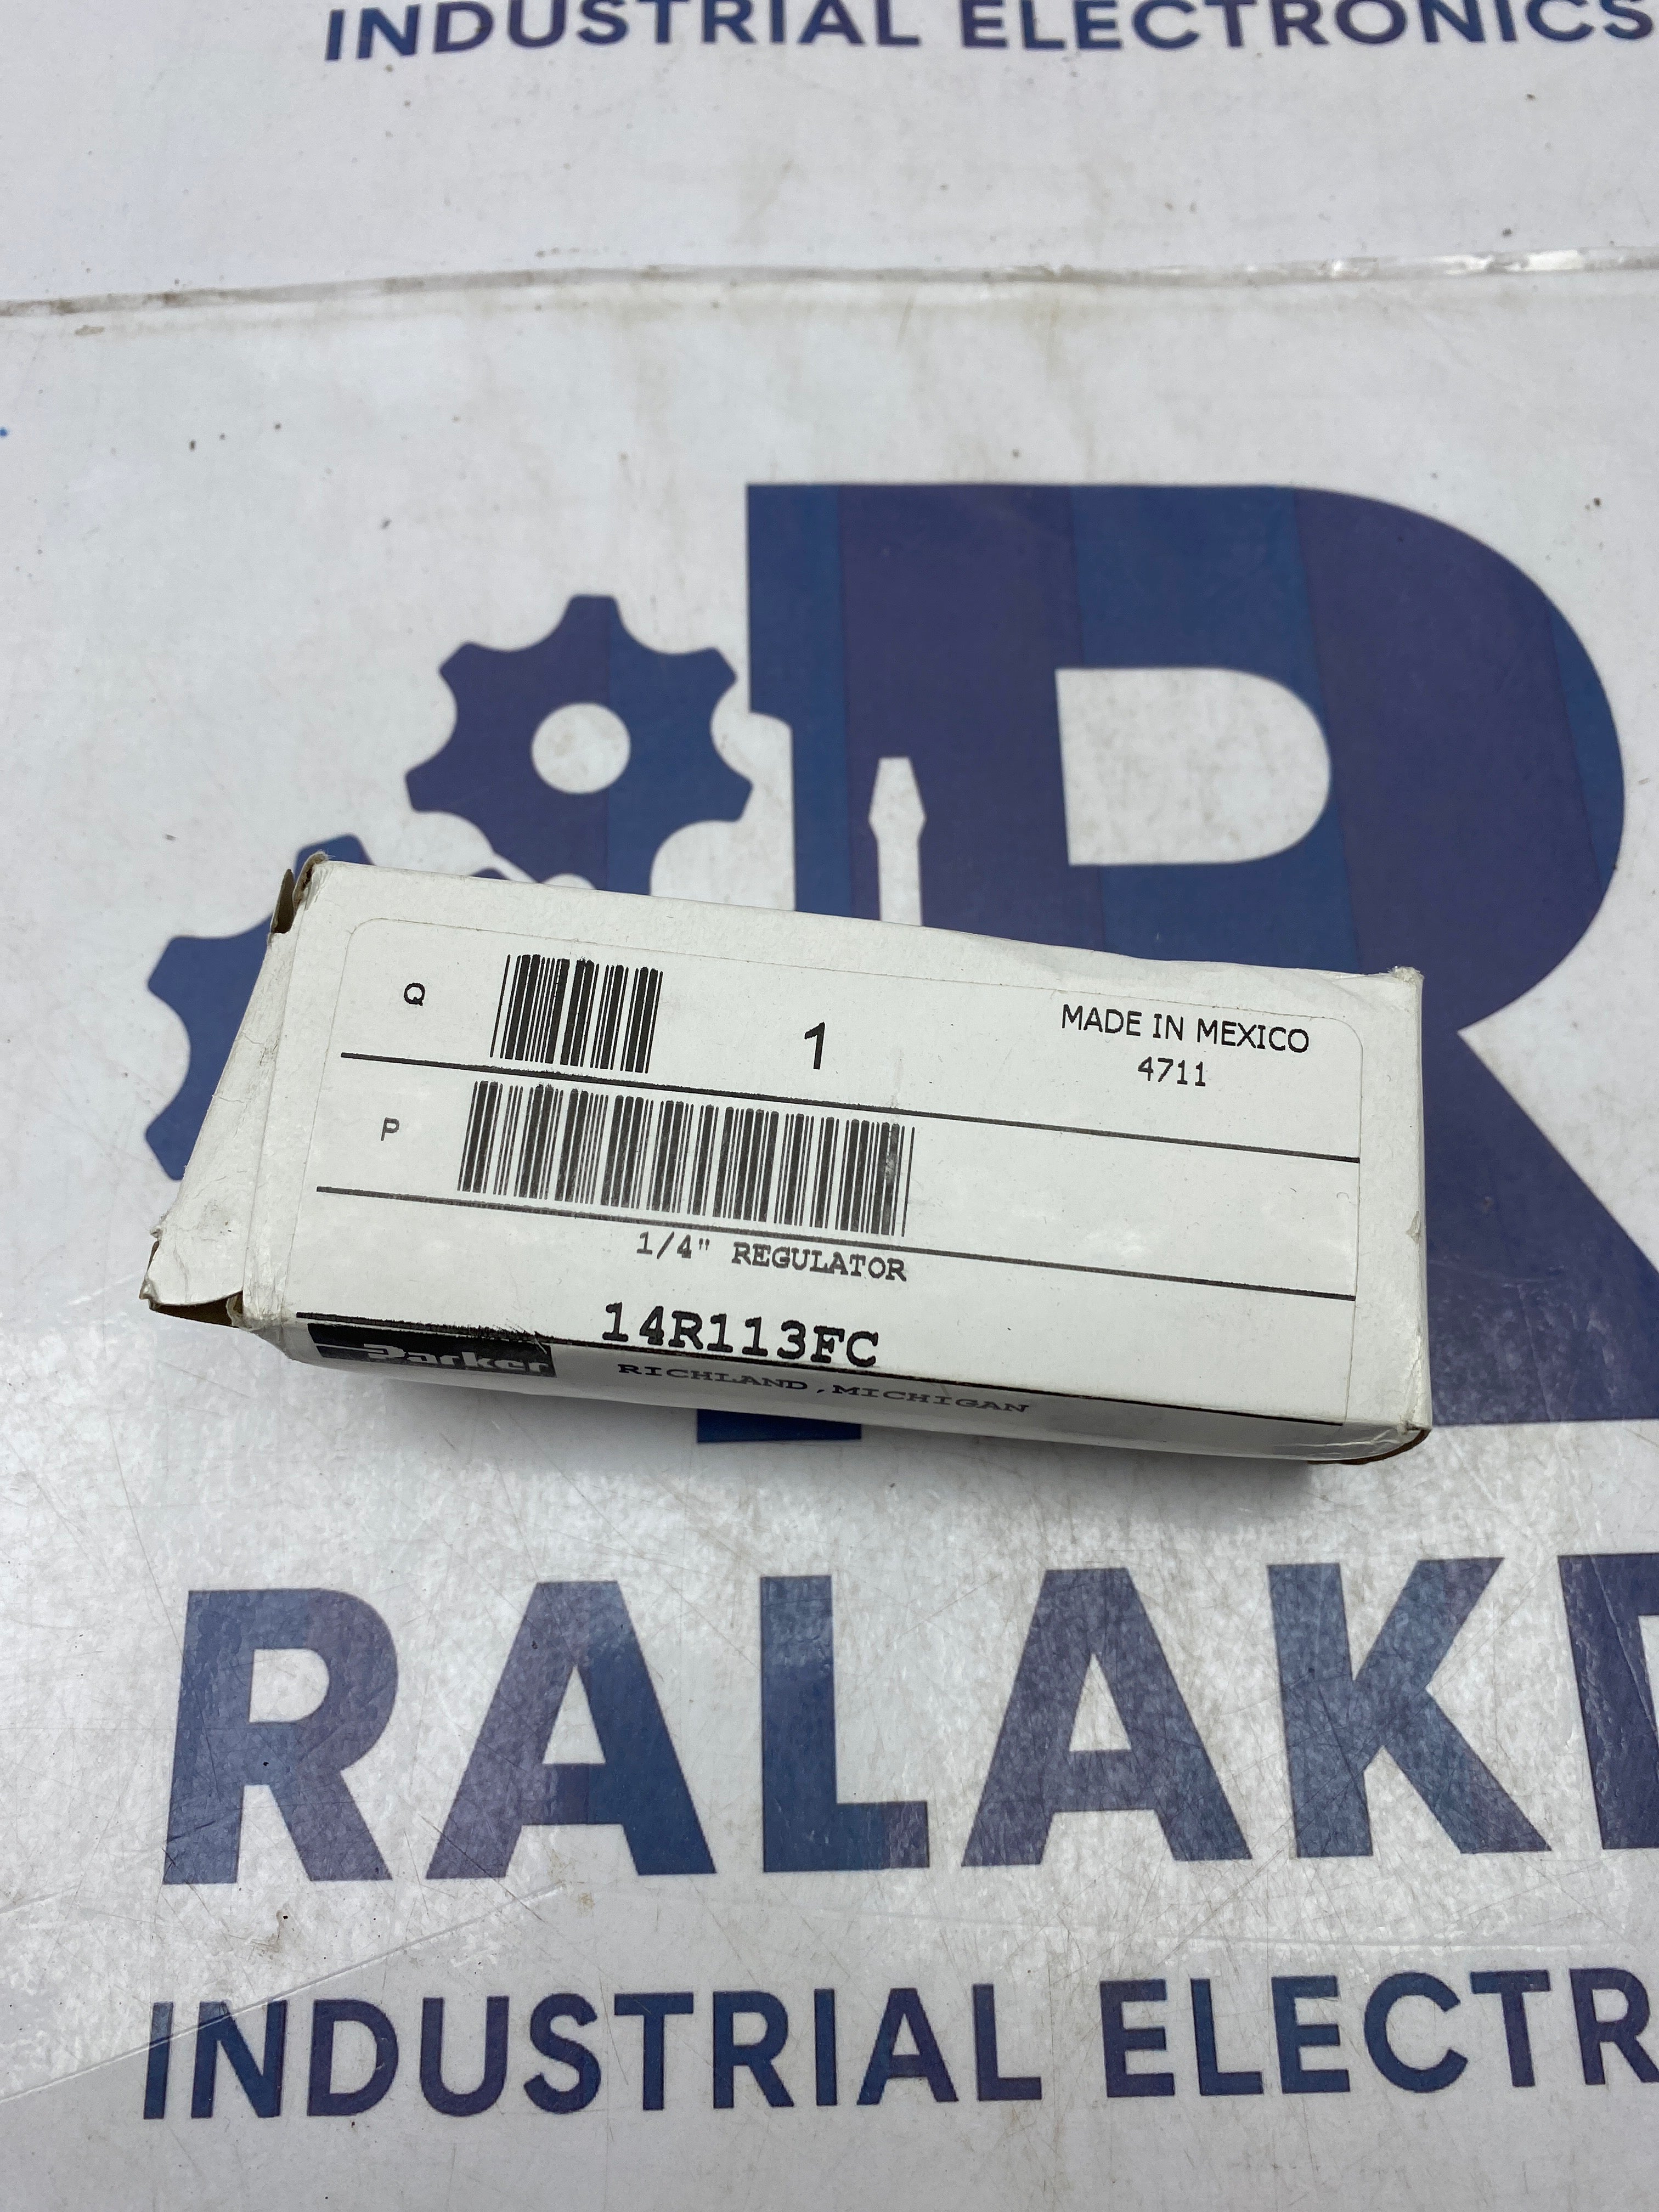 INDUSTRIAL ELECTRONICS
Q
1
MADE IN MEXICO
4711
P
1/4" REGULATOR
14R113FC
Parker
RICHLAND, MICHIGAN
RALAK
INDUSTRIAL ELECTR